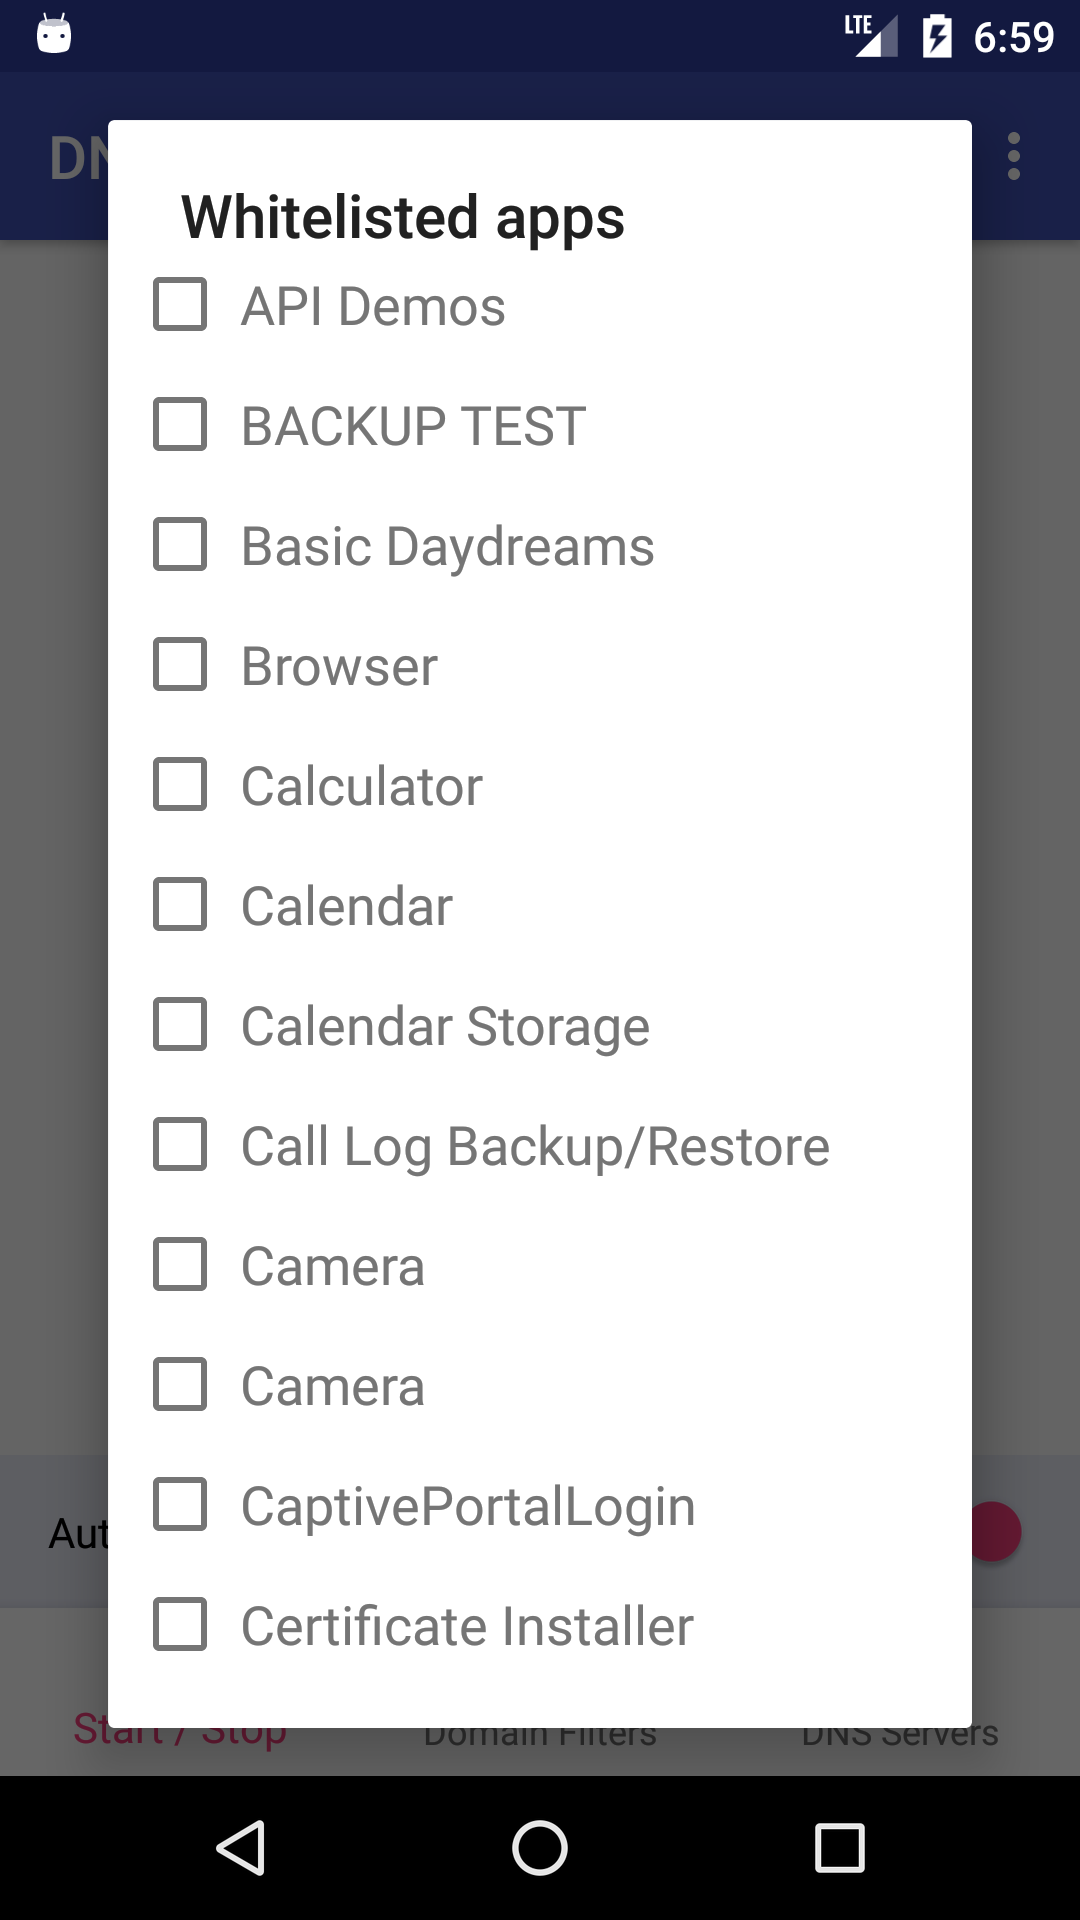 LTE 6:59
DN
Whitelisted apps
API Demos
BACKUP TEST
Basic Daydreams
Browser
Calculator
Calendar
Calendar Storage
Call Log Backup/Restore
Camera
Camera
CaptivePortalLogin
Aut
Certificate Installer
Start / Stop Domain Filters DNS Servers